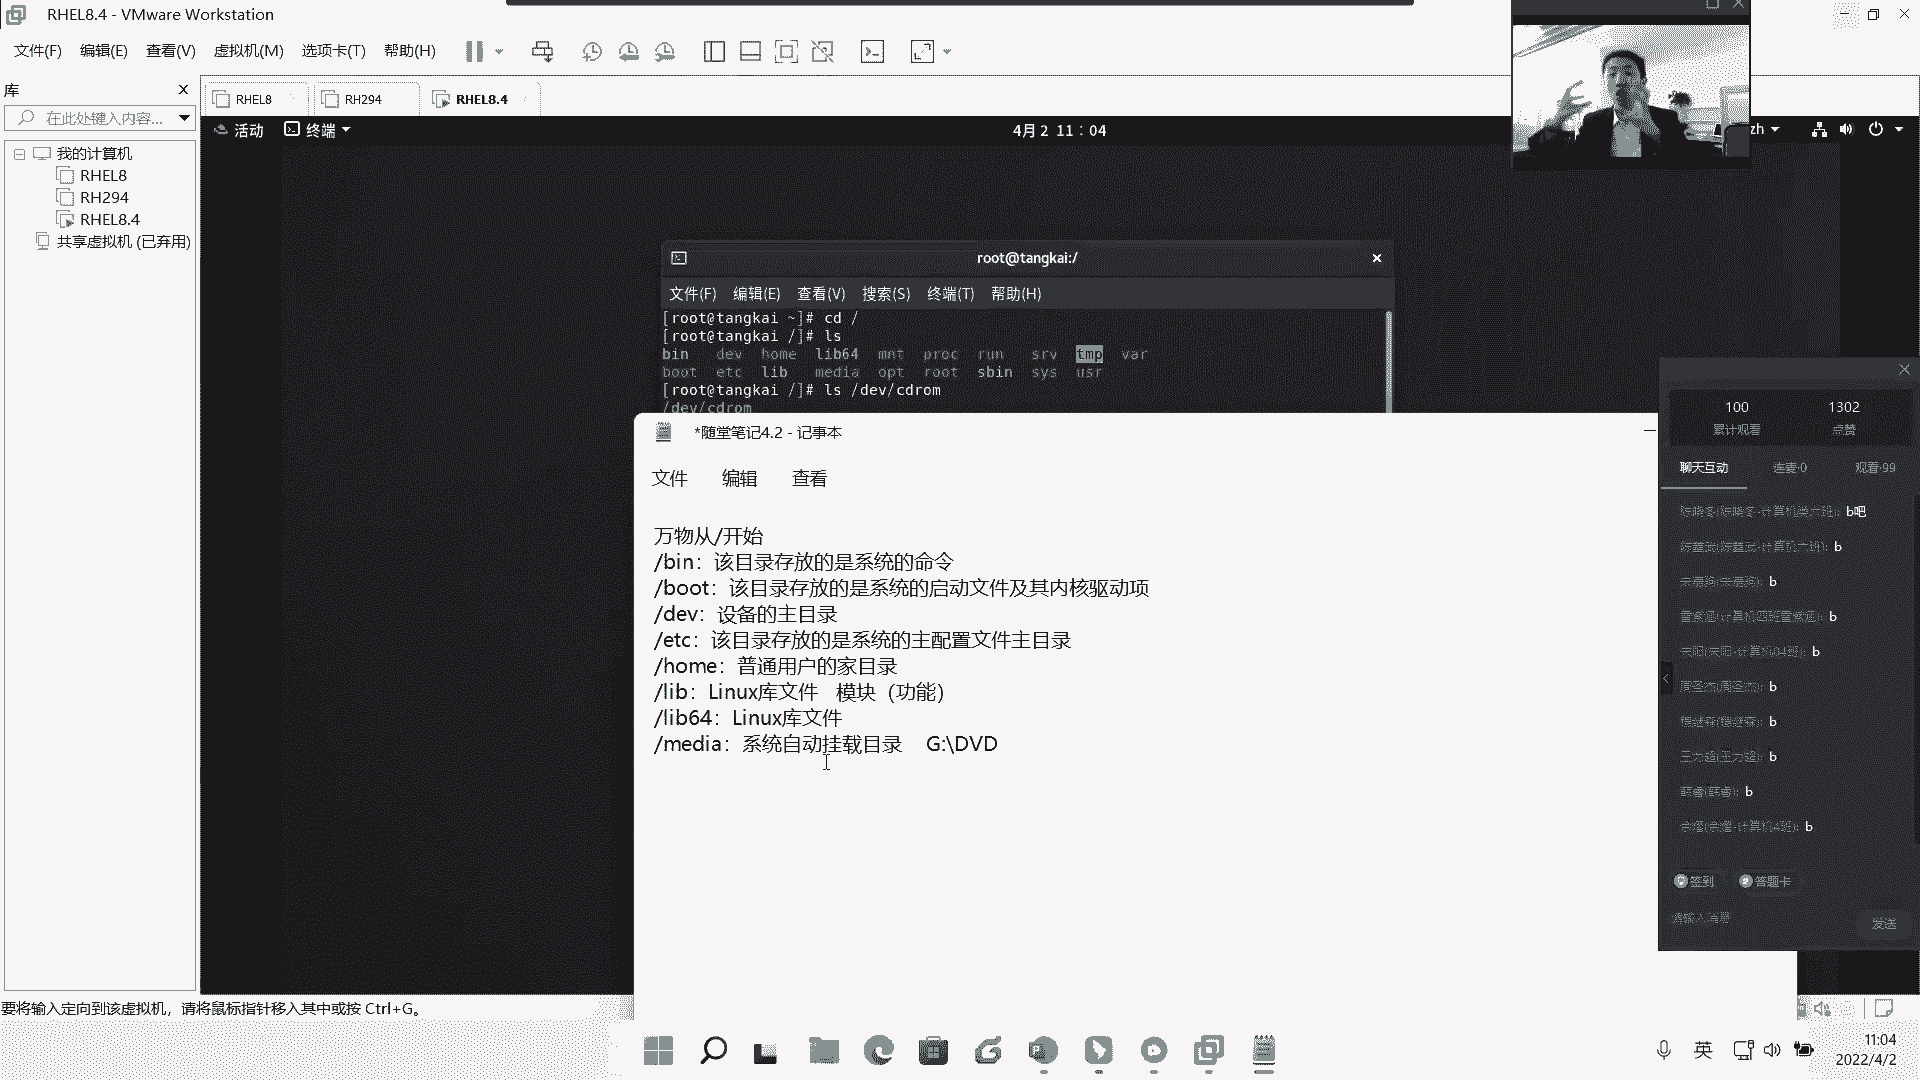 RHEL8.4 - VMware Workstation
文件(F) 编辑(E) 查看(V) 虚拟机(M) 选项卡(T) 帮助(H)
库
在此处键入内容...
我的计算机
RHEL8
RH294
RHEL8.4
共享虚拟机 (已弃用)
RHEL8 RH294 RHEL8.4
活动 终端 4月 2 11：04 zh
root@tangkai:/
文件(F) 编辑(E) 查看(V) 搜索(S) 终端(T) 帮助(H)
[root@tangkai ~]# cd /
[root@tangkai /]# ls
bin dev home lib64 mnt proc run srv tmp var
boot etc lib media opt root sbin sys usr
[root@tangkai /]# ls /dev/cdrom
/dev/cdrom
*随堂笔记4.2 - 记事本
文件 编辑 查看
万物从/开始
/bin：该目录存放的是系统的命令
/boot：该目录存放的是系统的启动文件及其内核驱动项
/dev：设备的主目录
/etc：该目录存放的是系统的主配置文件主目录
/home：普通用户的家目录
/lib：Linux库文件 模块（功能）
/lib64：Linux库文件
/media：系统自动挂载目录 G:\DVD
100 1302
累计观看 点赞
聊天互动 连麦·0 观看·99
b吧
b
b
b
b
b
b
b
b
b
签到 答题卡
请输入消息
发送
要将输入定向到该虚拟机，请将鼠标指针移入其中或按 Ctrl+G。
英
11:04
2022/4/2